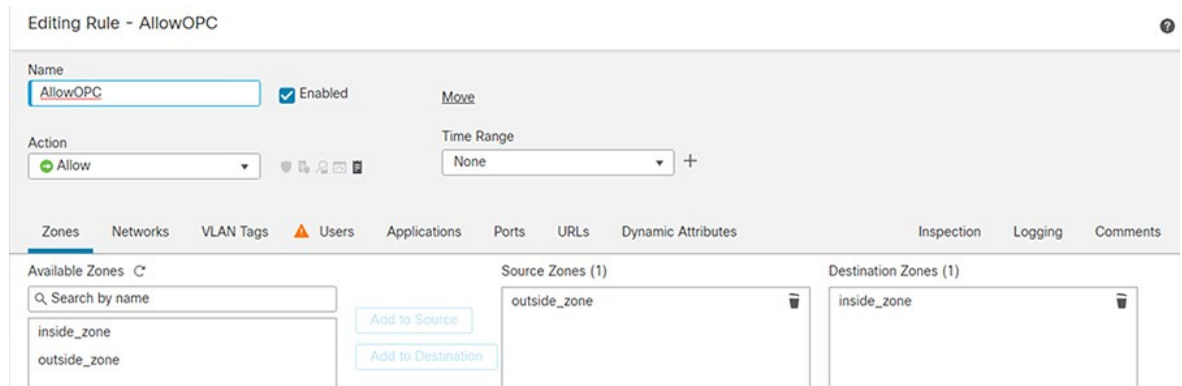 Editing Rule - AllowOPC
?
Name
AllowOPC
Enabled
Move
Action
Allow
Time Range
None
+
Zones Networks VLAN Tags Users Applications Ports URLs Dynamic Attributes Inspection Logging Comments
Available Zones
Search by name
inside_zone
outside_zone
Add to Source
Add to Destination
Source Zones (1)
outside_zone
Destination Zones (1)
inside_zone